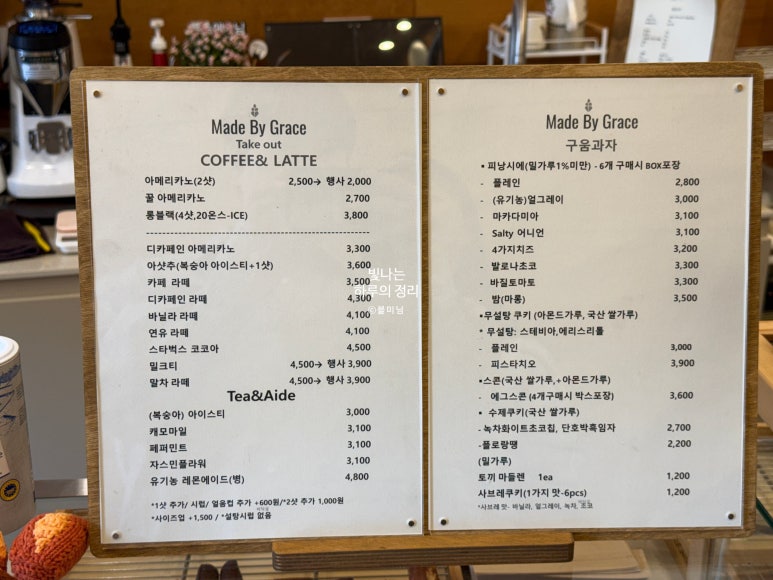 Made By Grace
Take out
COFFEE& LATTE
아메리카노(2샷) 2,500→ 행사 2,000
꿀 아메리카노 2,700
롱블랙(4샷,20온스-ICE) 3,800
디카페인 아메리카노 3,300
아샷추(복숭아 아이스티+1샷) 3,600
카페 라떼 3,500
디카페인 라떼 4,300
바닐라 라떼 4,100
연유 라떼 4,100
스타벅스 코코아 4,500
밀크티 4,500→ 행사 3,900
말차 라떼 4,500→ 행사 3,900
Tea&Aide
(복숭아) 아이스티 3,000
캐모마일 3,100
페퍼민트 3,100
자스민플라워 3,100
유기농 레몬에이드(병) 4,800
*1샷 추가/ 시럽/ 얼음컵 추가 +600원/*2샷 추가 1,000원
*사이즈업 +1,500 / *설탕시럽 없음
Made By Grace
구움과자
▪ 피낭시에(밀가루1%미만) - 6개 구매시 BOX포장
- 플레인 2,800
- (유기농)얼그레이 3,000
- 마카다미아 3,100
- Salty 어니언 3,100
- 4가지치즈 3,200
- 발로나초코 3,300
- 바질토마토 3,300
- 밤(마롱) 3,500
▪무설탕 쿠키 (아몬드가루, 국산 쌀가루)
* 무설탕: 스테비아,에리스리톨
- 플레인 3,000
- 피스타치오 3,900
▪스콘(국산 쌀가루,+아몬드가루)
- 에그스콘 (4개구매시 박스포장) 3,600
▪ 수제쿠키(국산 쌀가루)
-녹차화이트초코칩, 단호박흑임자 2,700
-플로랑땡 2,200
(밀가루)
토끼 마들렌 1ea 1,200
사브레쿠키(1가지 맛-6pcs) 1,200
*사브레 맛- 바닐라, 얼그레이, 녹차, 초코
빛나는
하루의 정리
©블미님